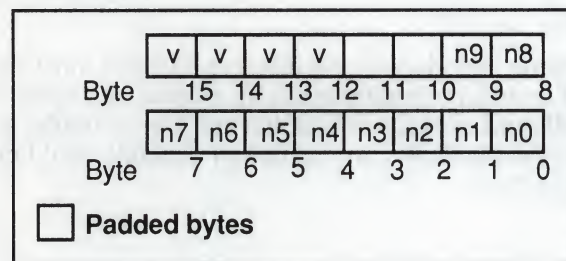 v v v v n9 n8
Byte 15 14 13 12 11 10 9 8
n7 n6 n5 n4 n3 n2 n1 n0
Byte 7 6 5 4 3 2 1 0
Padded bytes